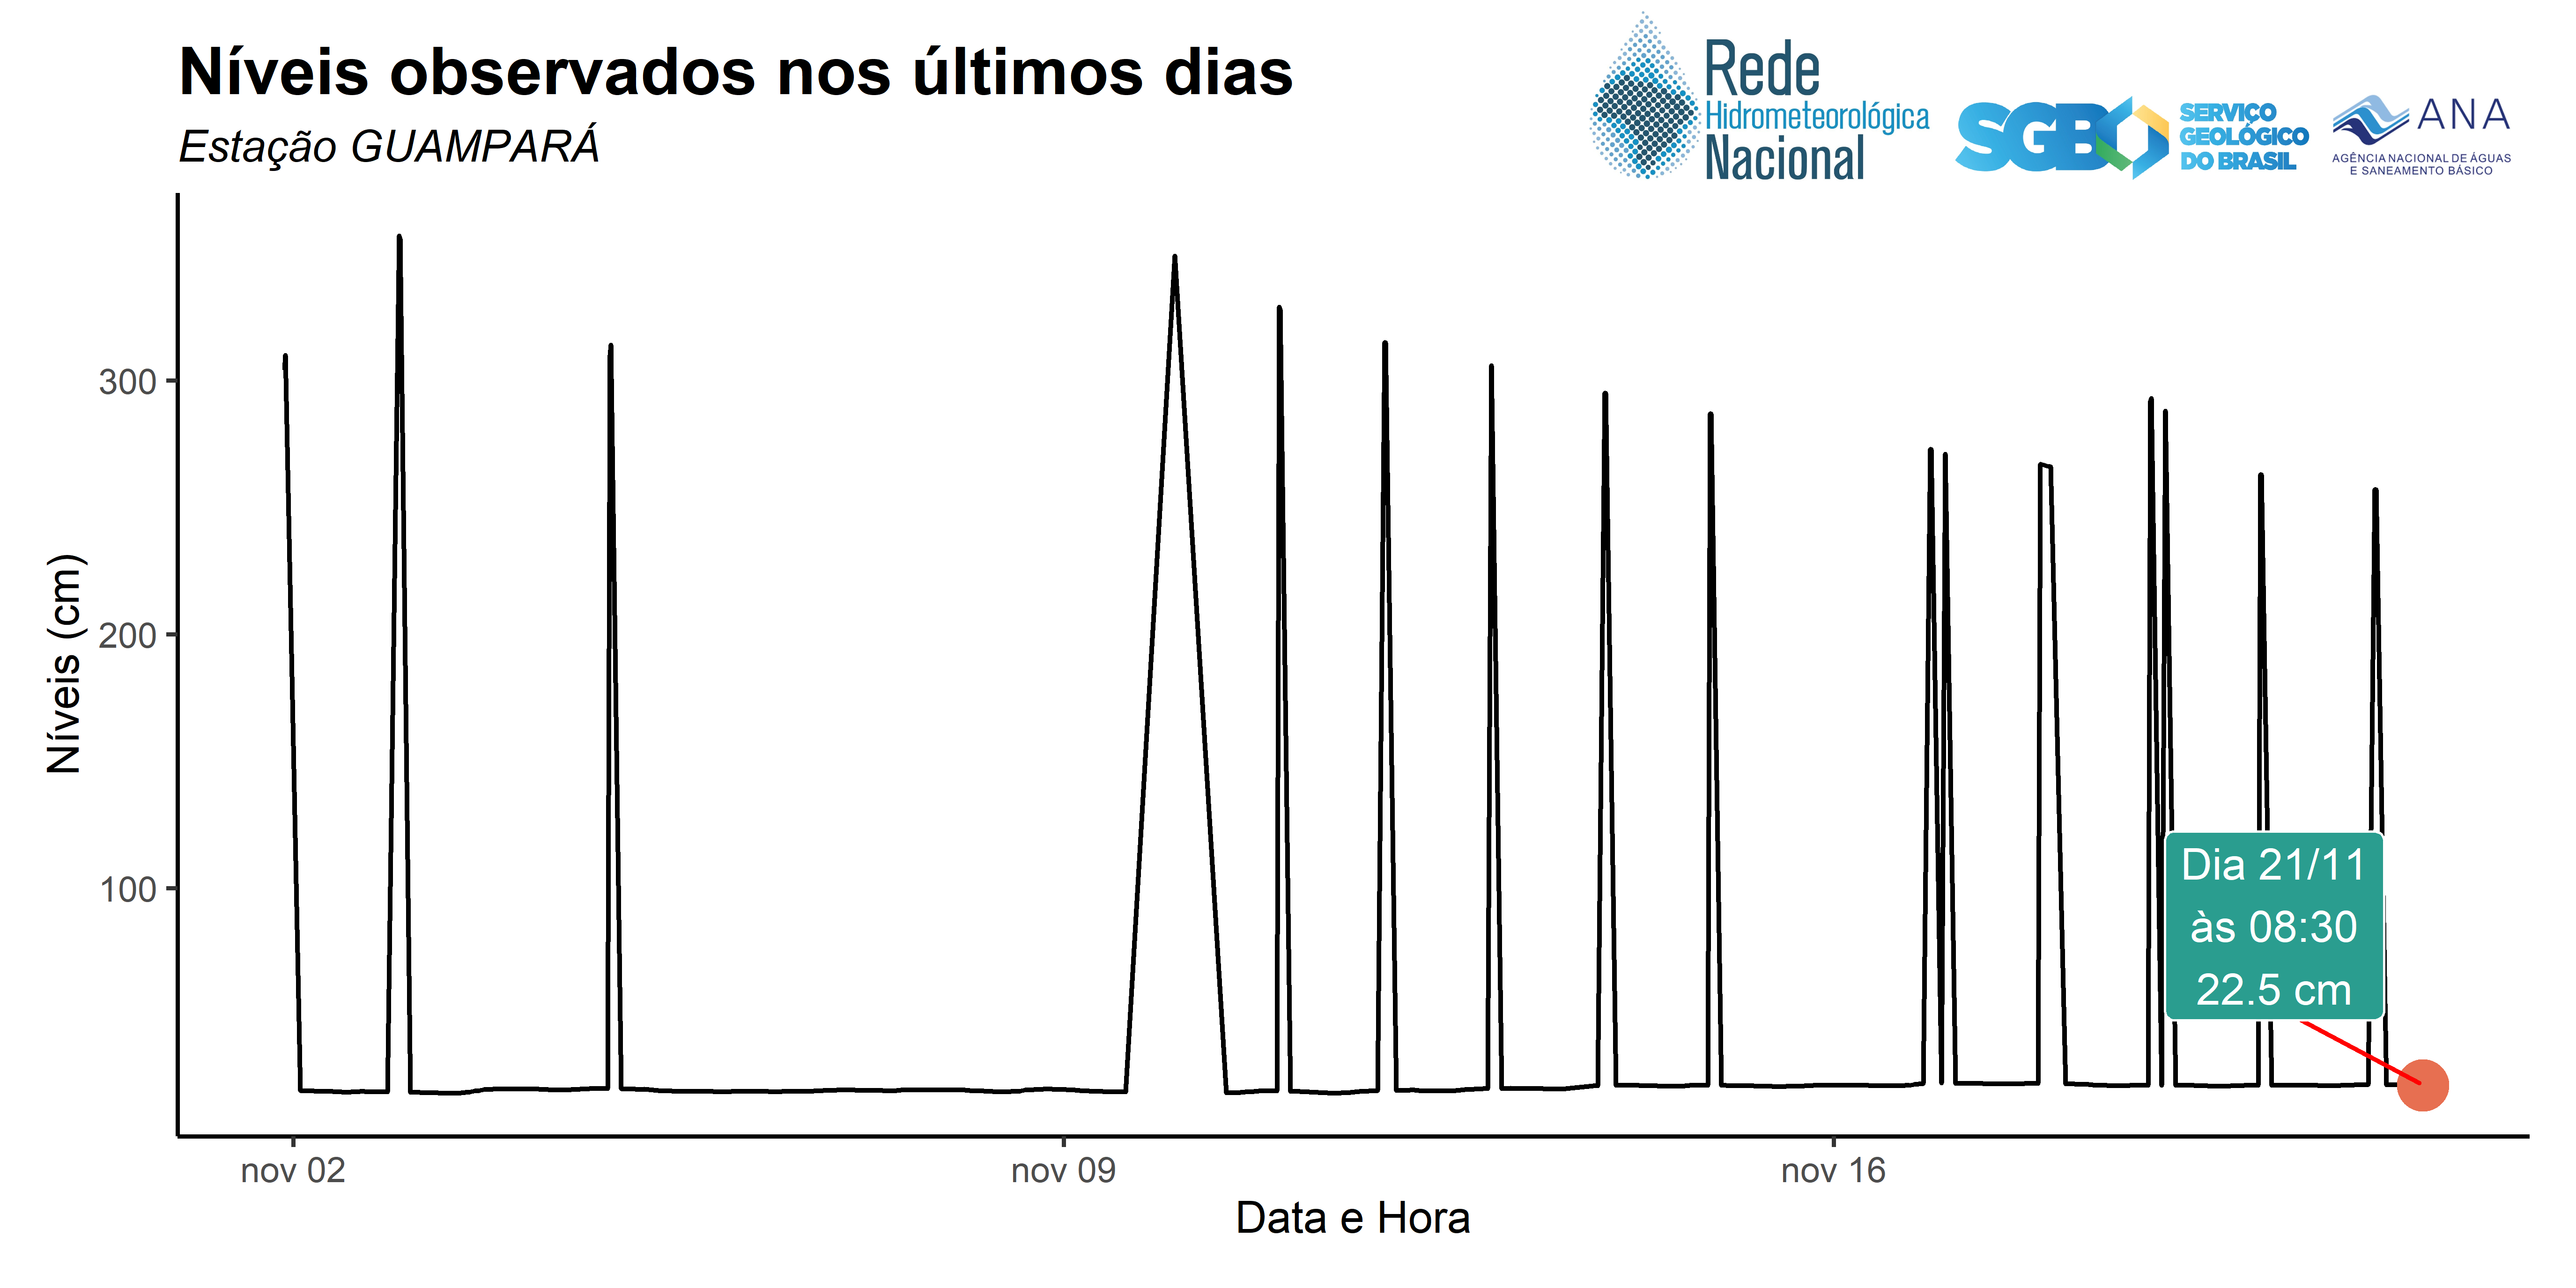 Níveis observados nos últimos dias
Estação GUAMPARÁ
Rede
Hidrometeorológica
Nacional
SGB
SERVIÇO
GEOLÓGICO
DO BRASIL
ANA
AGÊNCIA NACIONAL DE ÁGUAS
E SANEAMENTO BÁSICO
Níveis (cm)
300
200
100
Dia 21/11
às 08:30
22.5 cm
nov 02
nov 09
nov 16
Data e Hora